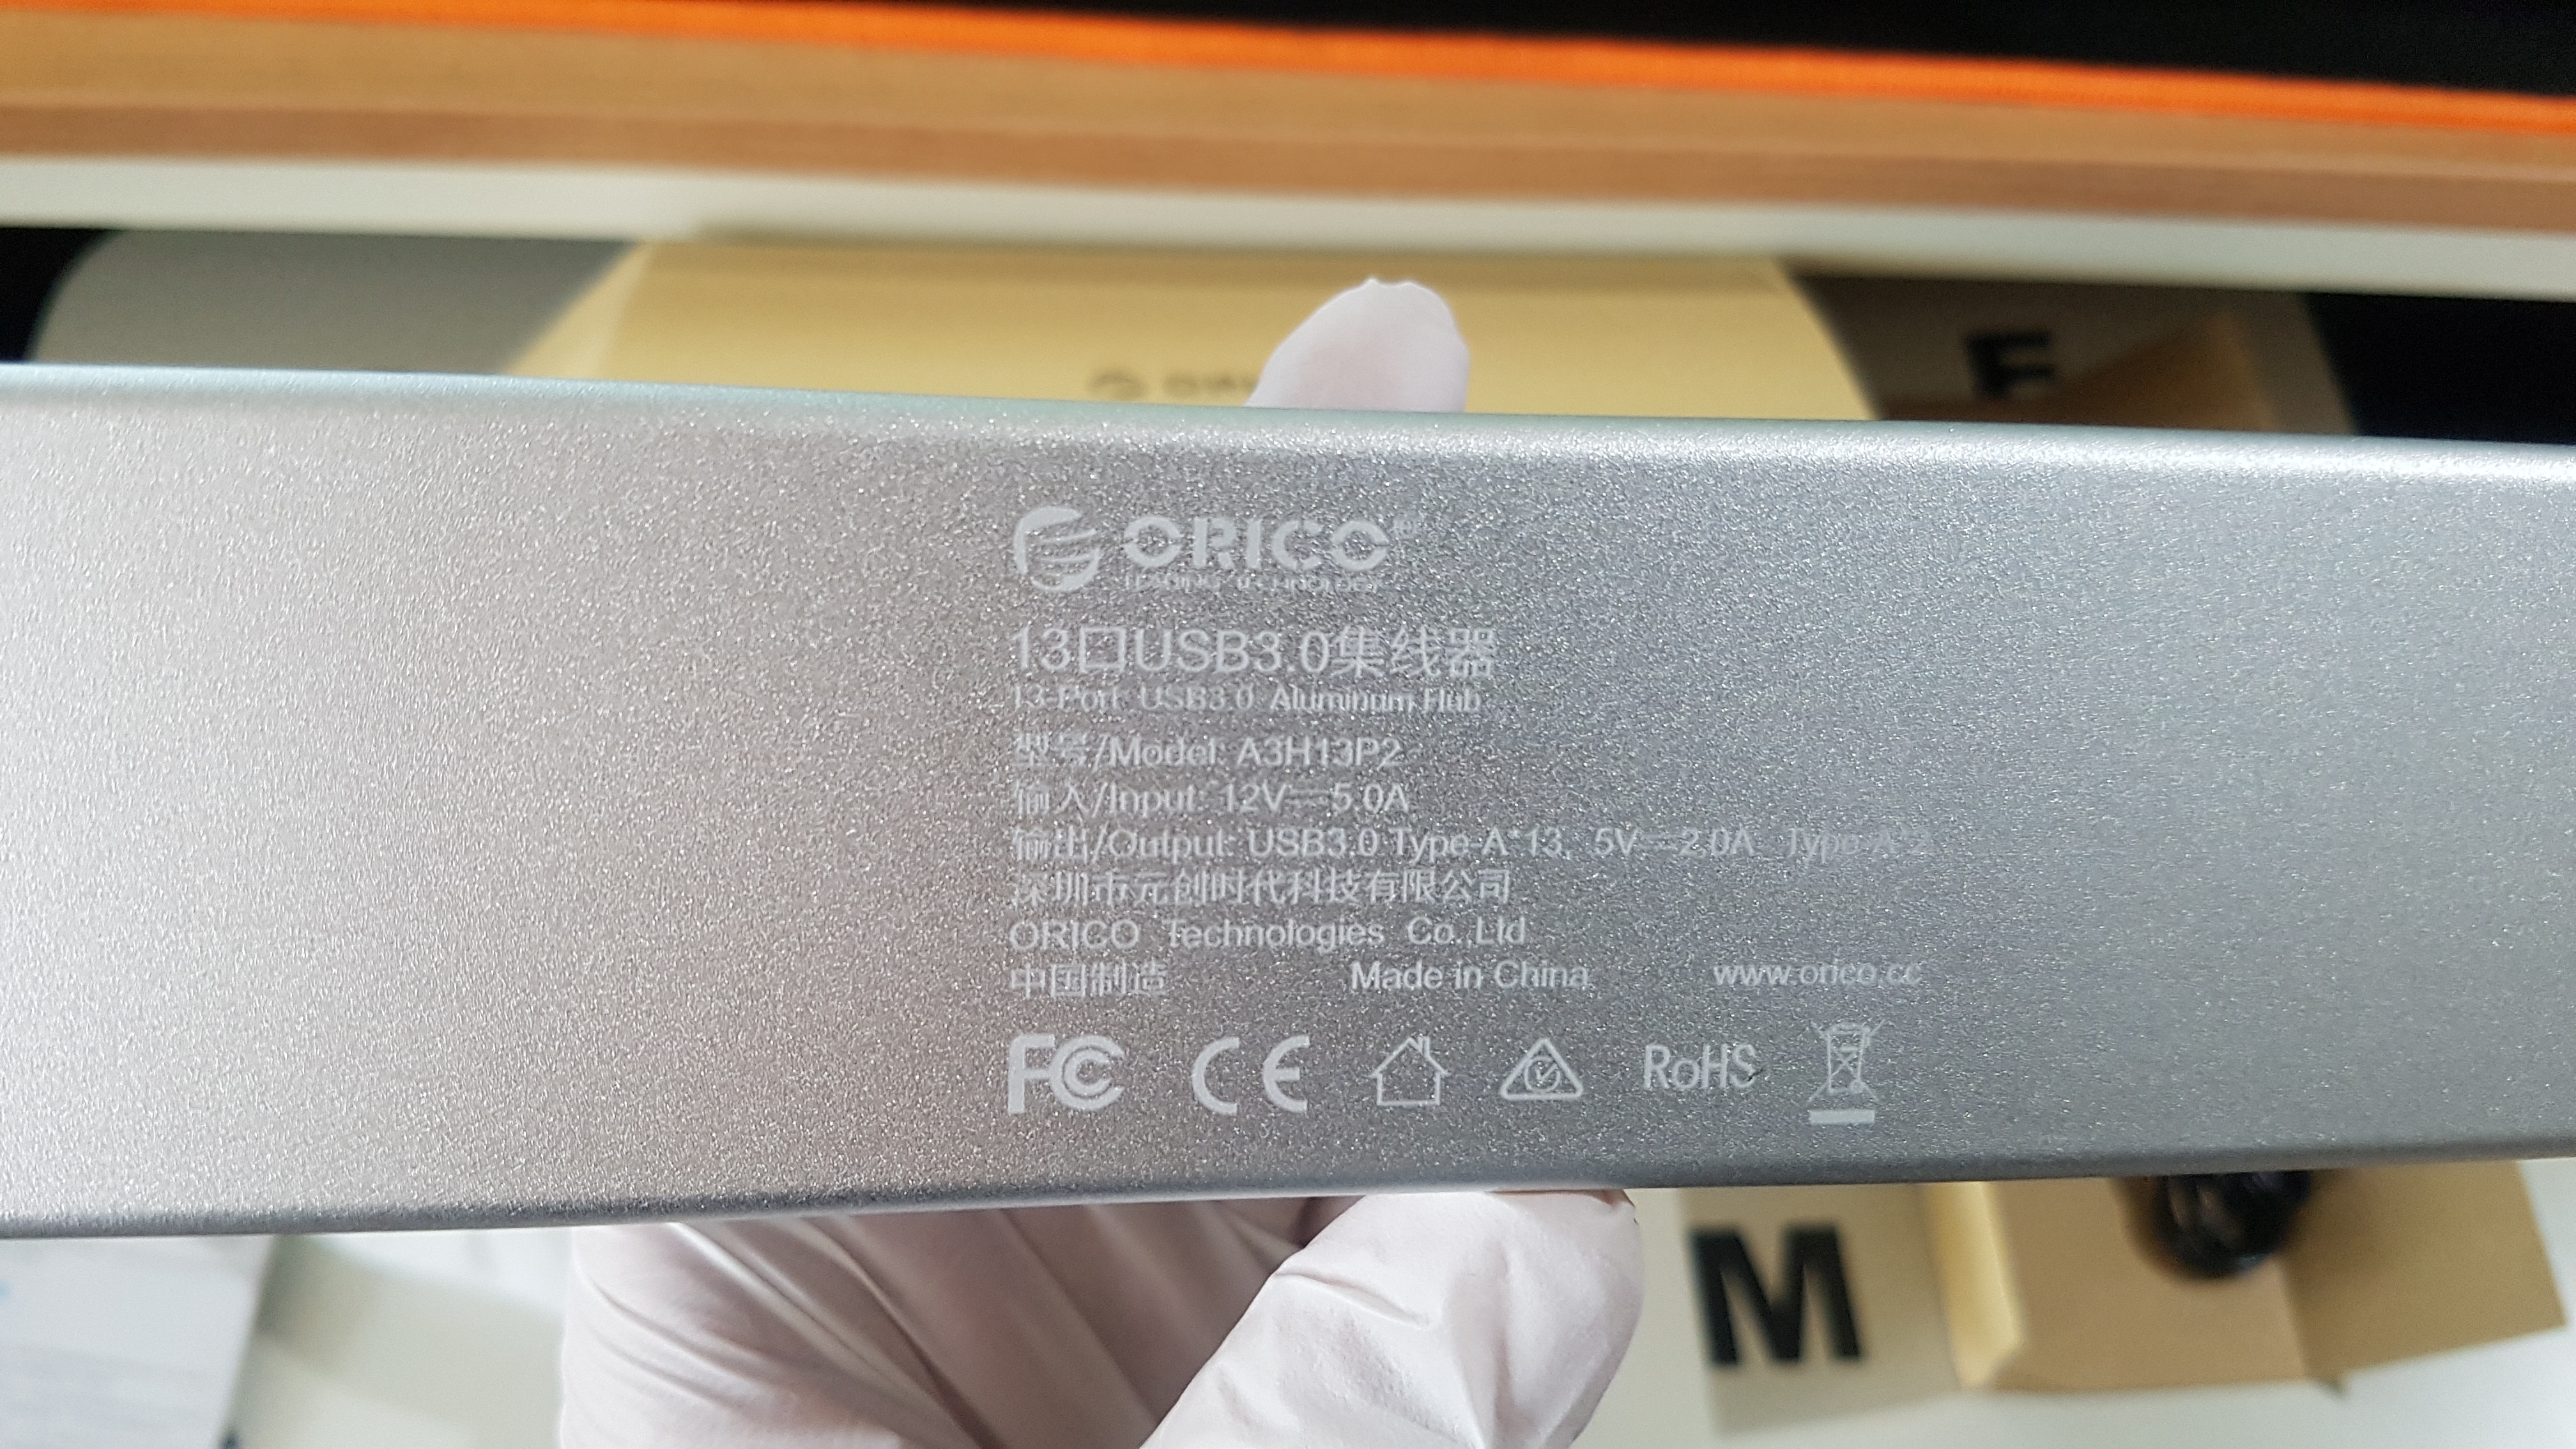 ORICO
ORICO
LEADING TECHNOLOGY
13口USB3.0集线器
13-Port USB3.0 Aluminum Hub
型号/Model: A3H13P2
输入/Input: 12V⎓5.0A
输出/Output: USB3.0 Type-A*13, 5V⎓2.0A Type-A*2
深圳市元创时代科技有限公司
ORICO Technologies Co.,Ltd
中国制造 Made in China www.orico.cc
FC CE RoHS
M